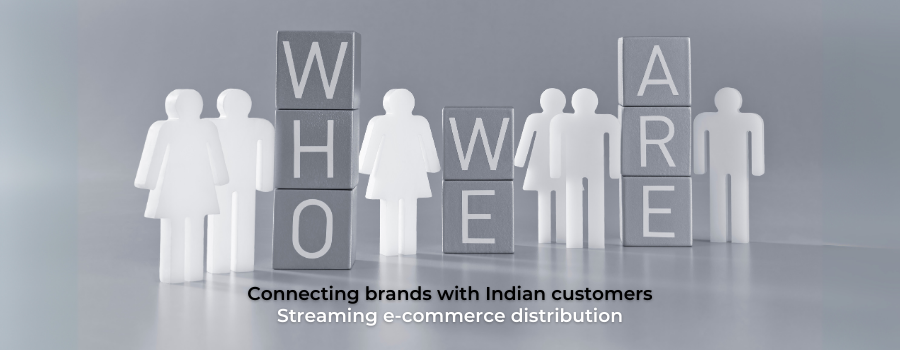 WHO
WE
ARE
Connecting brands with Indian customers
Streaming e-commerce distribution